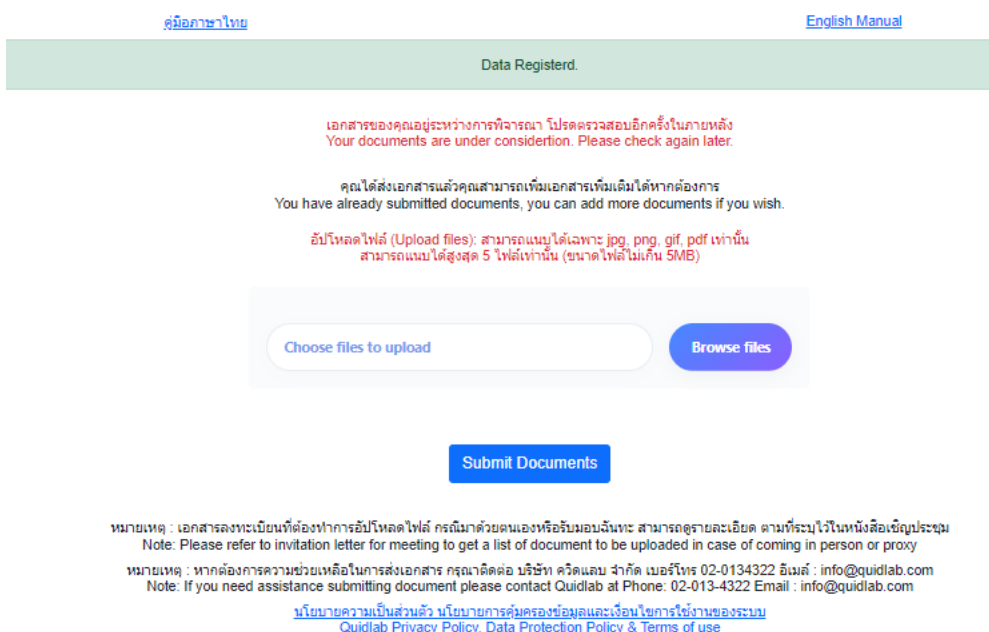 คู่มือภาษาไทย
English Manual
Data Registerd.
เอกสารของคุณอยู่ระหว่างการพิจารณา โปรดตรวจสอบอีกครั้งในภายหลัง
Your documents are under considertion. Please check again later.
คุณได้ส่งเอกสารแล้วคุณสามารถเพิ่มเอกสารเพิ่มเติมได้หากต้องการ
You have already submitted documents, you can add more documents if you wish.
อัปโหลดไฟล์ (Upload files): สามารถแนบได้เฉพาะ jpg, png, gif, pdf เท่านั้น
สามารถแนบได้สูงสุด 5 ไฟล์เท่านั้น (ขนาดไฟล์ไม่เกิน 5MB)
Choose files to upload
Browse files
Submit Documents
หมายเหตุ : เอกสารลงทะเบียนที่ต้องทำการอัปโหลดไฟล์ กรณีมาด้วยตนเองหรือรับมอบฉันทะ สามารถดูรายละเอียด ตามที่ระบุไว้ในหนังสือเชิญประชุม
Note: Please refer to invitation letter for meeting to get a list of document to be uploaded in case of coming in person or proxy
หมายเหตุ : หากต้องการความช่วยเหลือในการส่งเอกสาร กรุณาติดต่อ บริษัท ควิดแลบ จำกัด เบอร์โทร 02-0134322 อีเมล์ : info@quidlab.com
Note: If you need assistance submitting document please contact Quidlab at Phone: 02-013-4322 Email : info@quidlab.com
นโยบายความเป็นส่วนตัว นโยบายการคุ้มครองข้อมูลและเงื่อนไขการใช้งานของระบบ
Quidlab Privacy Policy, Data Protection Policy & Terms of use